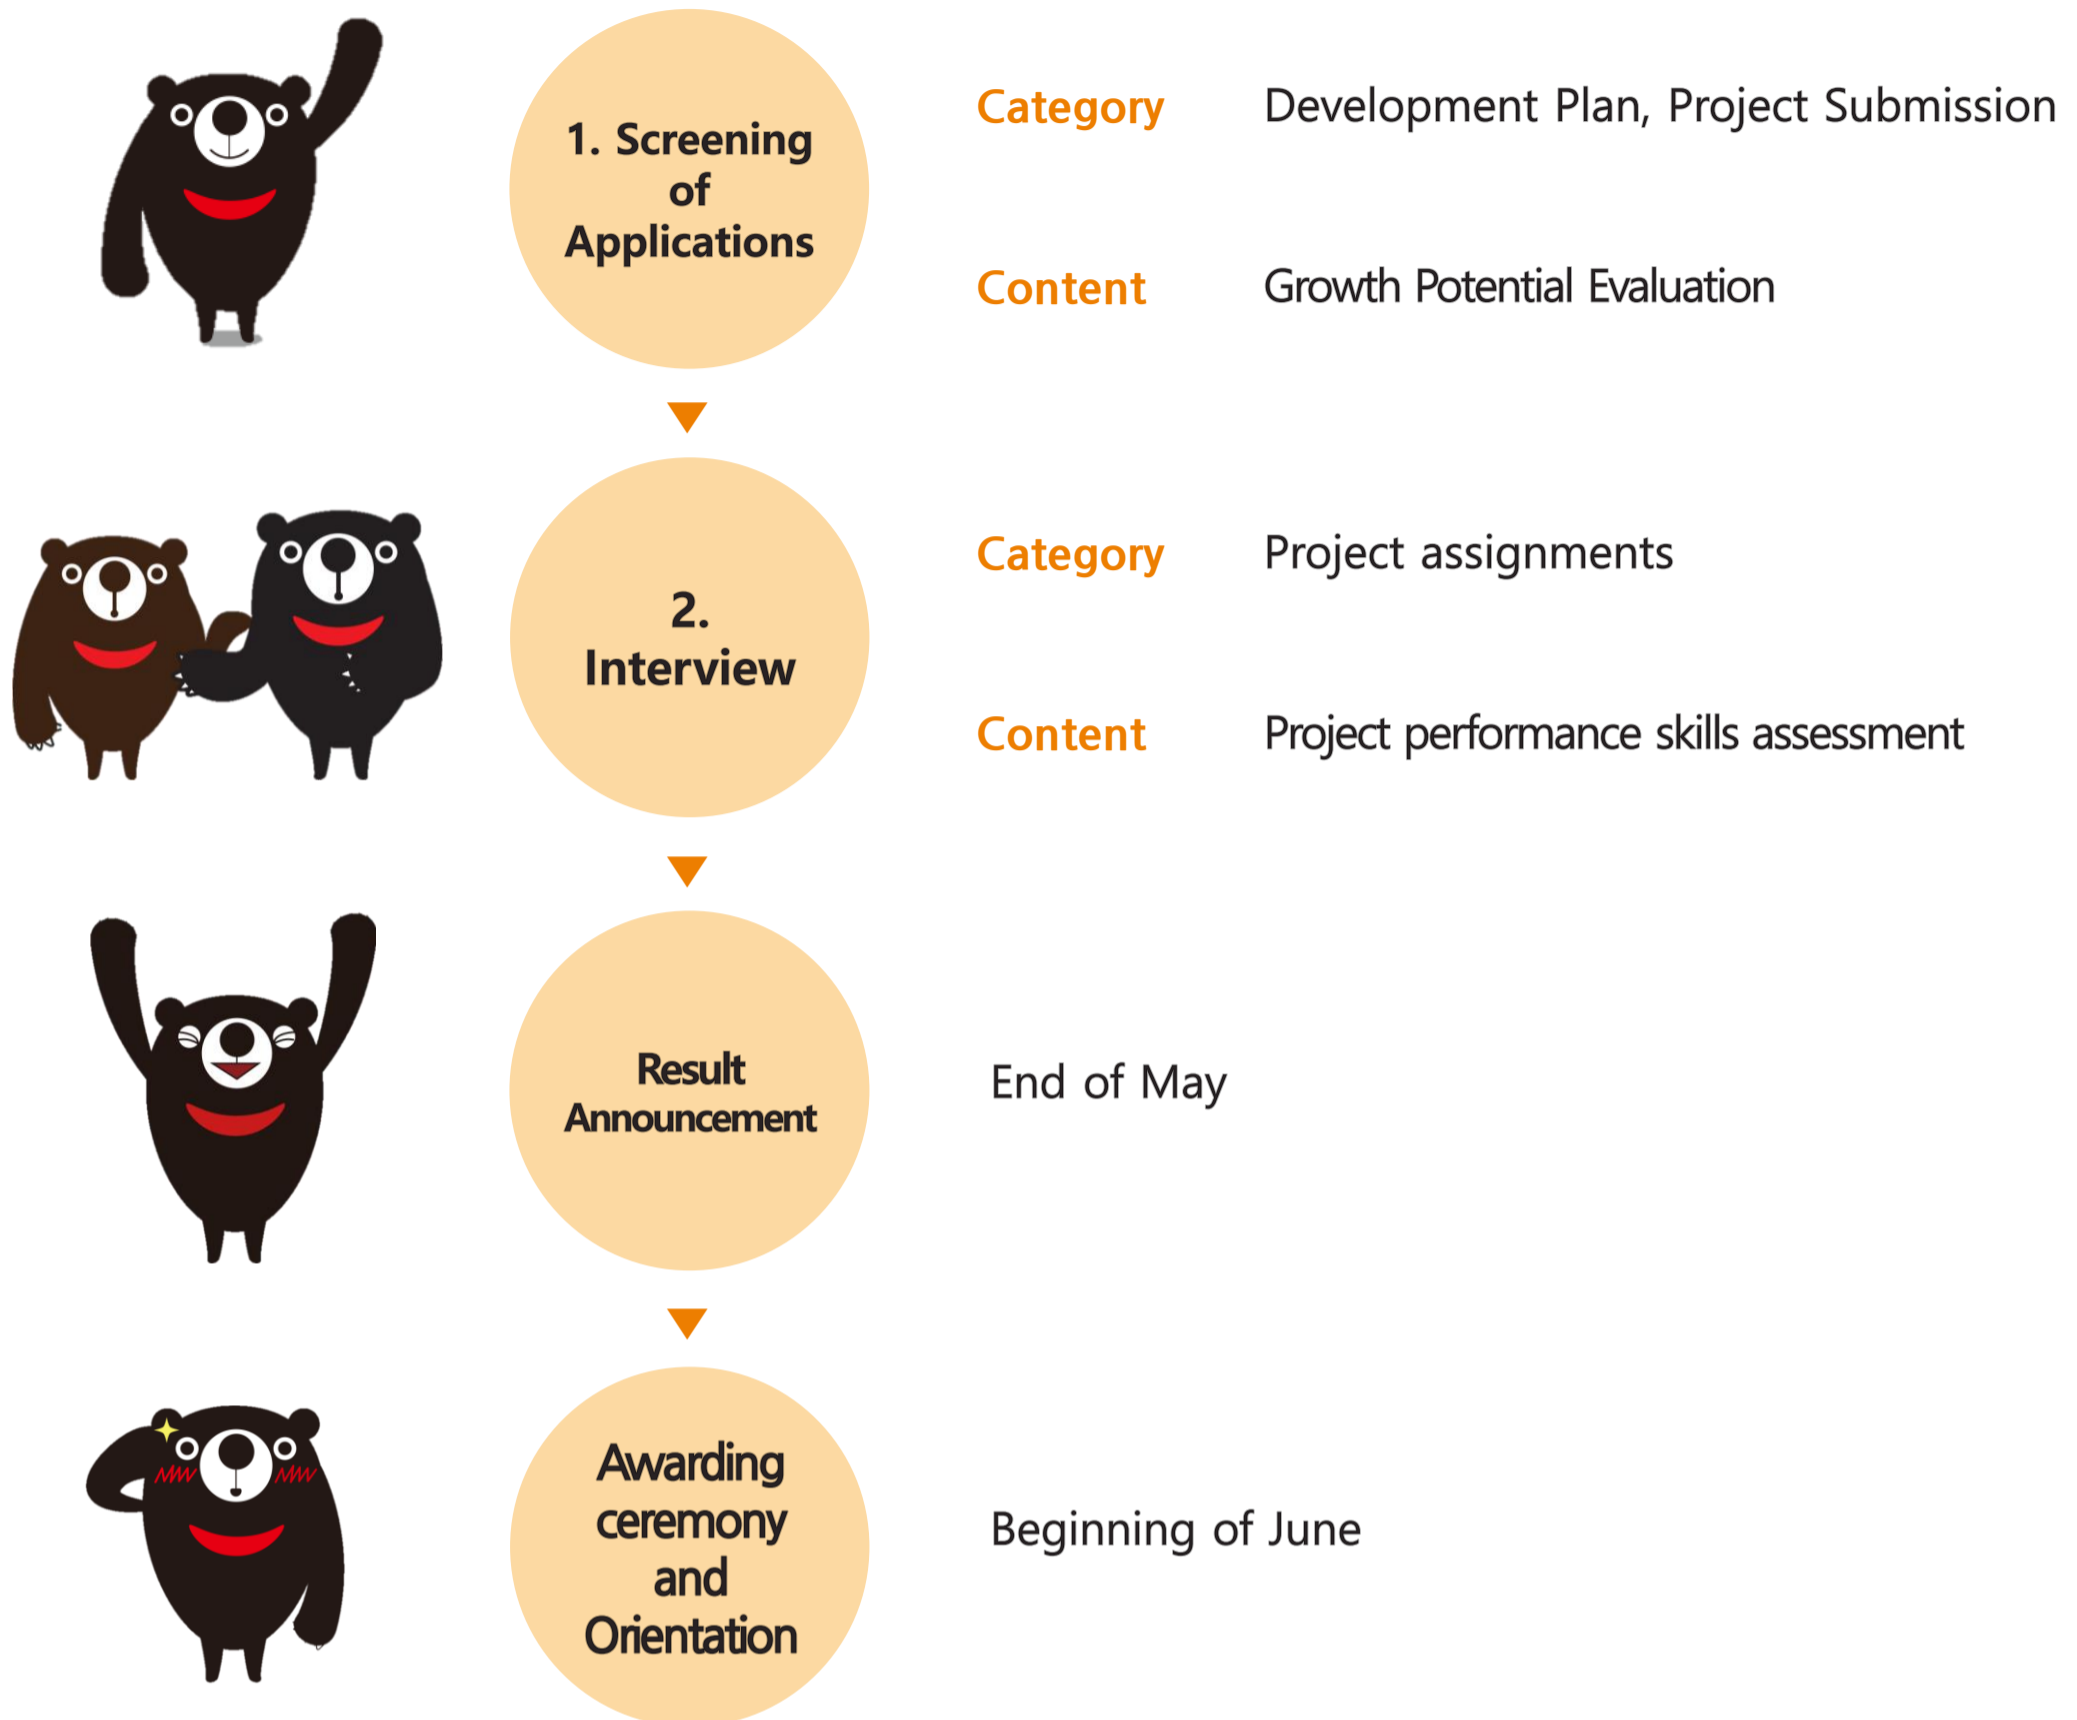 1. Screening
of
Applications
Category Development Plan, Project Submission
Content Growth Potential Evaluation
2.
Interview
Category Project assignments
Content Project performance skills assessment
Result
Announcement
End of May
Awarding
ceremony
and
Orientation
Beginning of June